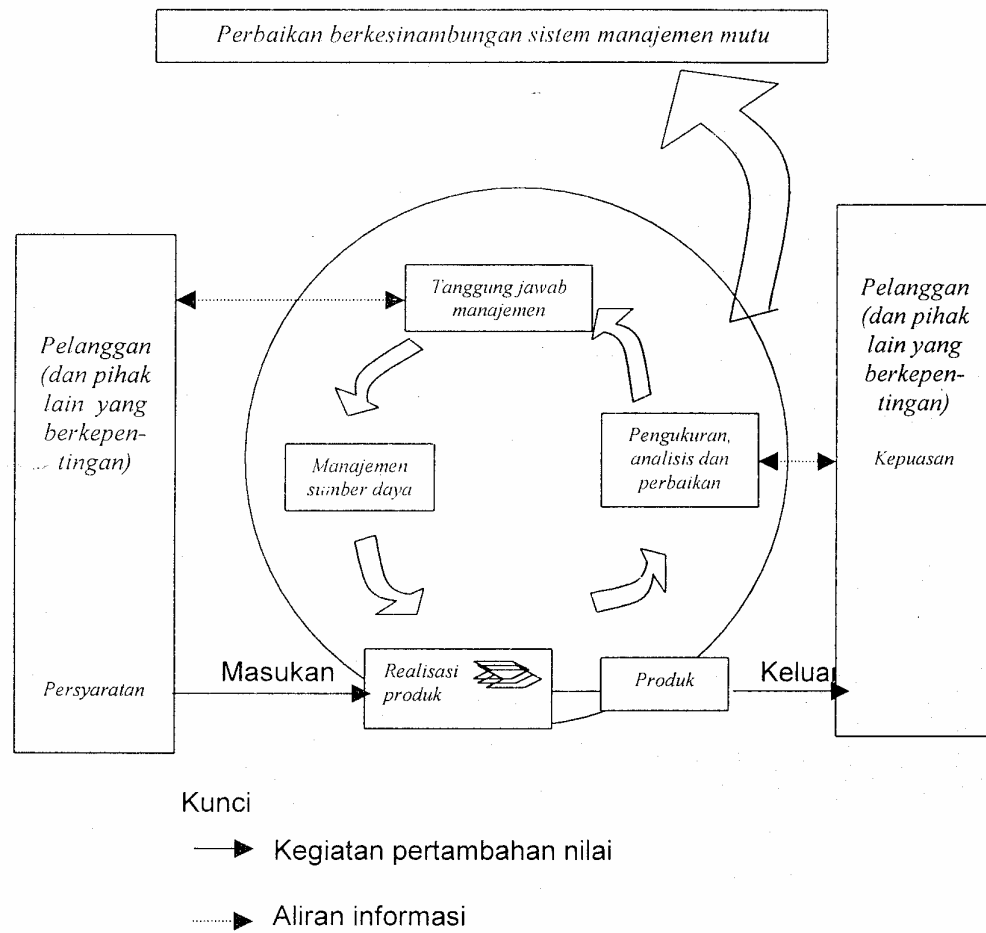 Perbaikan berkesinambungan sistem manajemen mutu
Pelanggan
(dan pihak
lain yang
berkepen-
tingan)
Persyaratan
Tanggung jawab
manajemen
Manajemen
sumber daya
Pengukuran,
analisis dan
perbaikan
Pelanggan
(dan pihak
lain yang
berkepen-
tingan)
Kepuasan
Masukan
Realisasi
produk
Produk
Keluar
Kunci
Kegiatan pertambahan nilai
Aliran informasi